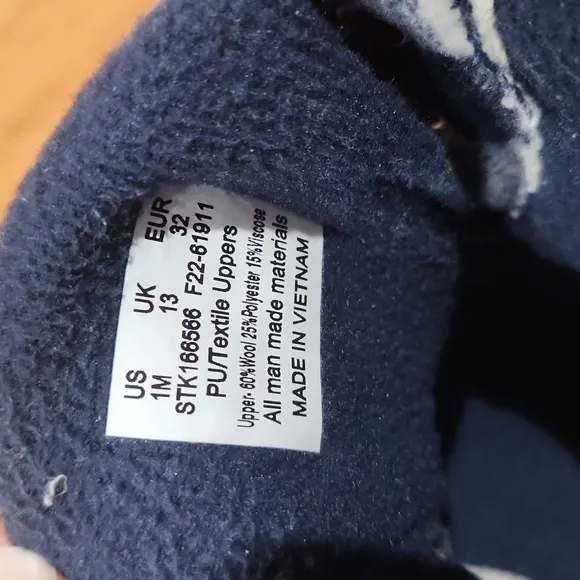 US UK EUR
1M 13 32
STK166566 F22-61911
PU/Textile Uppers
Upper- 60%Wool 25%Polyester 15%Viscose
All man made materials
MADE IN VIETNAM